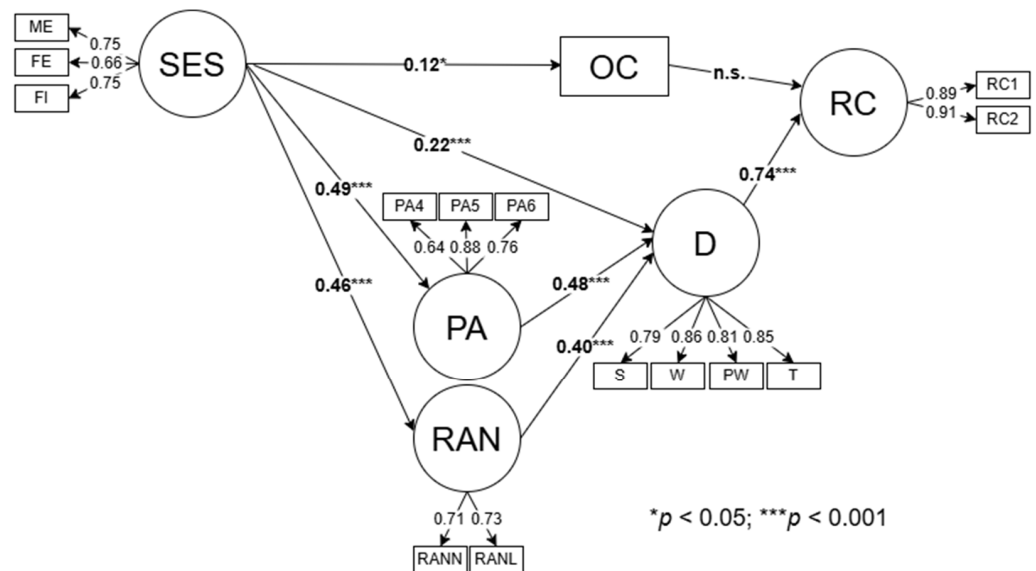 ME
0.75
FE
0.66
FI
0.75
SES
0.12*
OC
n.s.
RC
0.89
RC1
0.91
RC2
0.22***
0.74***
0.49***
PA4 PA5 PA6
0.64 0.88 0.76
D
0.46***
PA
0.48***
0.40***
0.79 0.86 0.81 0.85
S W PW T
RAN
0.71 0.73
RANN RANL
*p < 0.05; ***p < 0.001